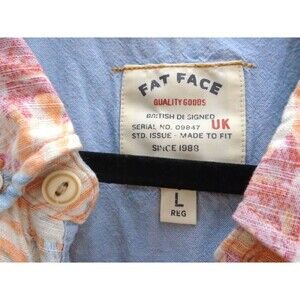 FAT FACE
QUALITY GOODS
BRITISH DESIGNED
SERIAL NO. 09847 UK
STD. ISSUE - MADE TO FIT
SINCE 1988
L
REG